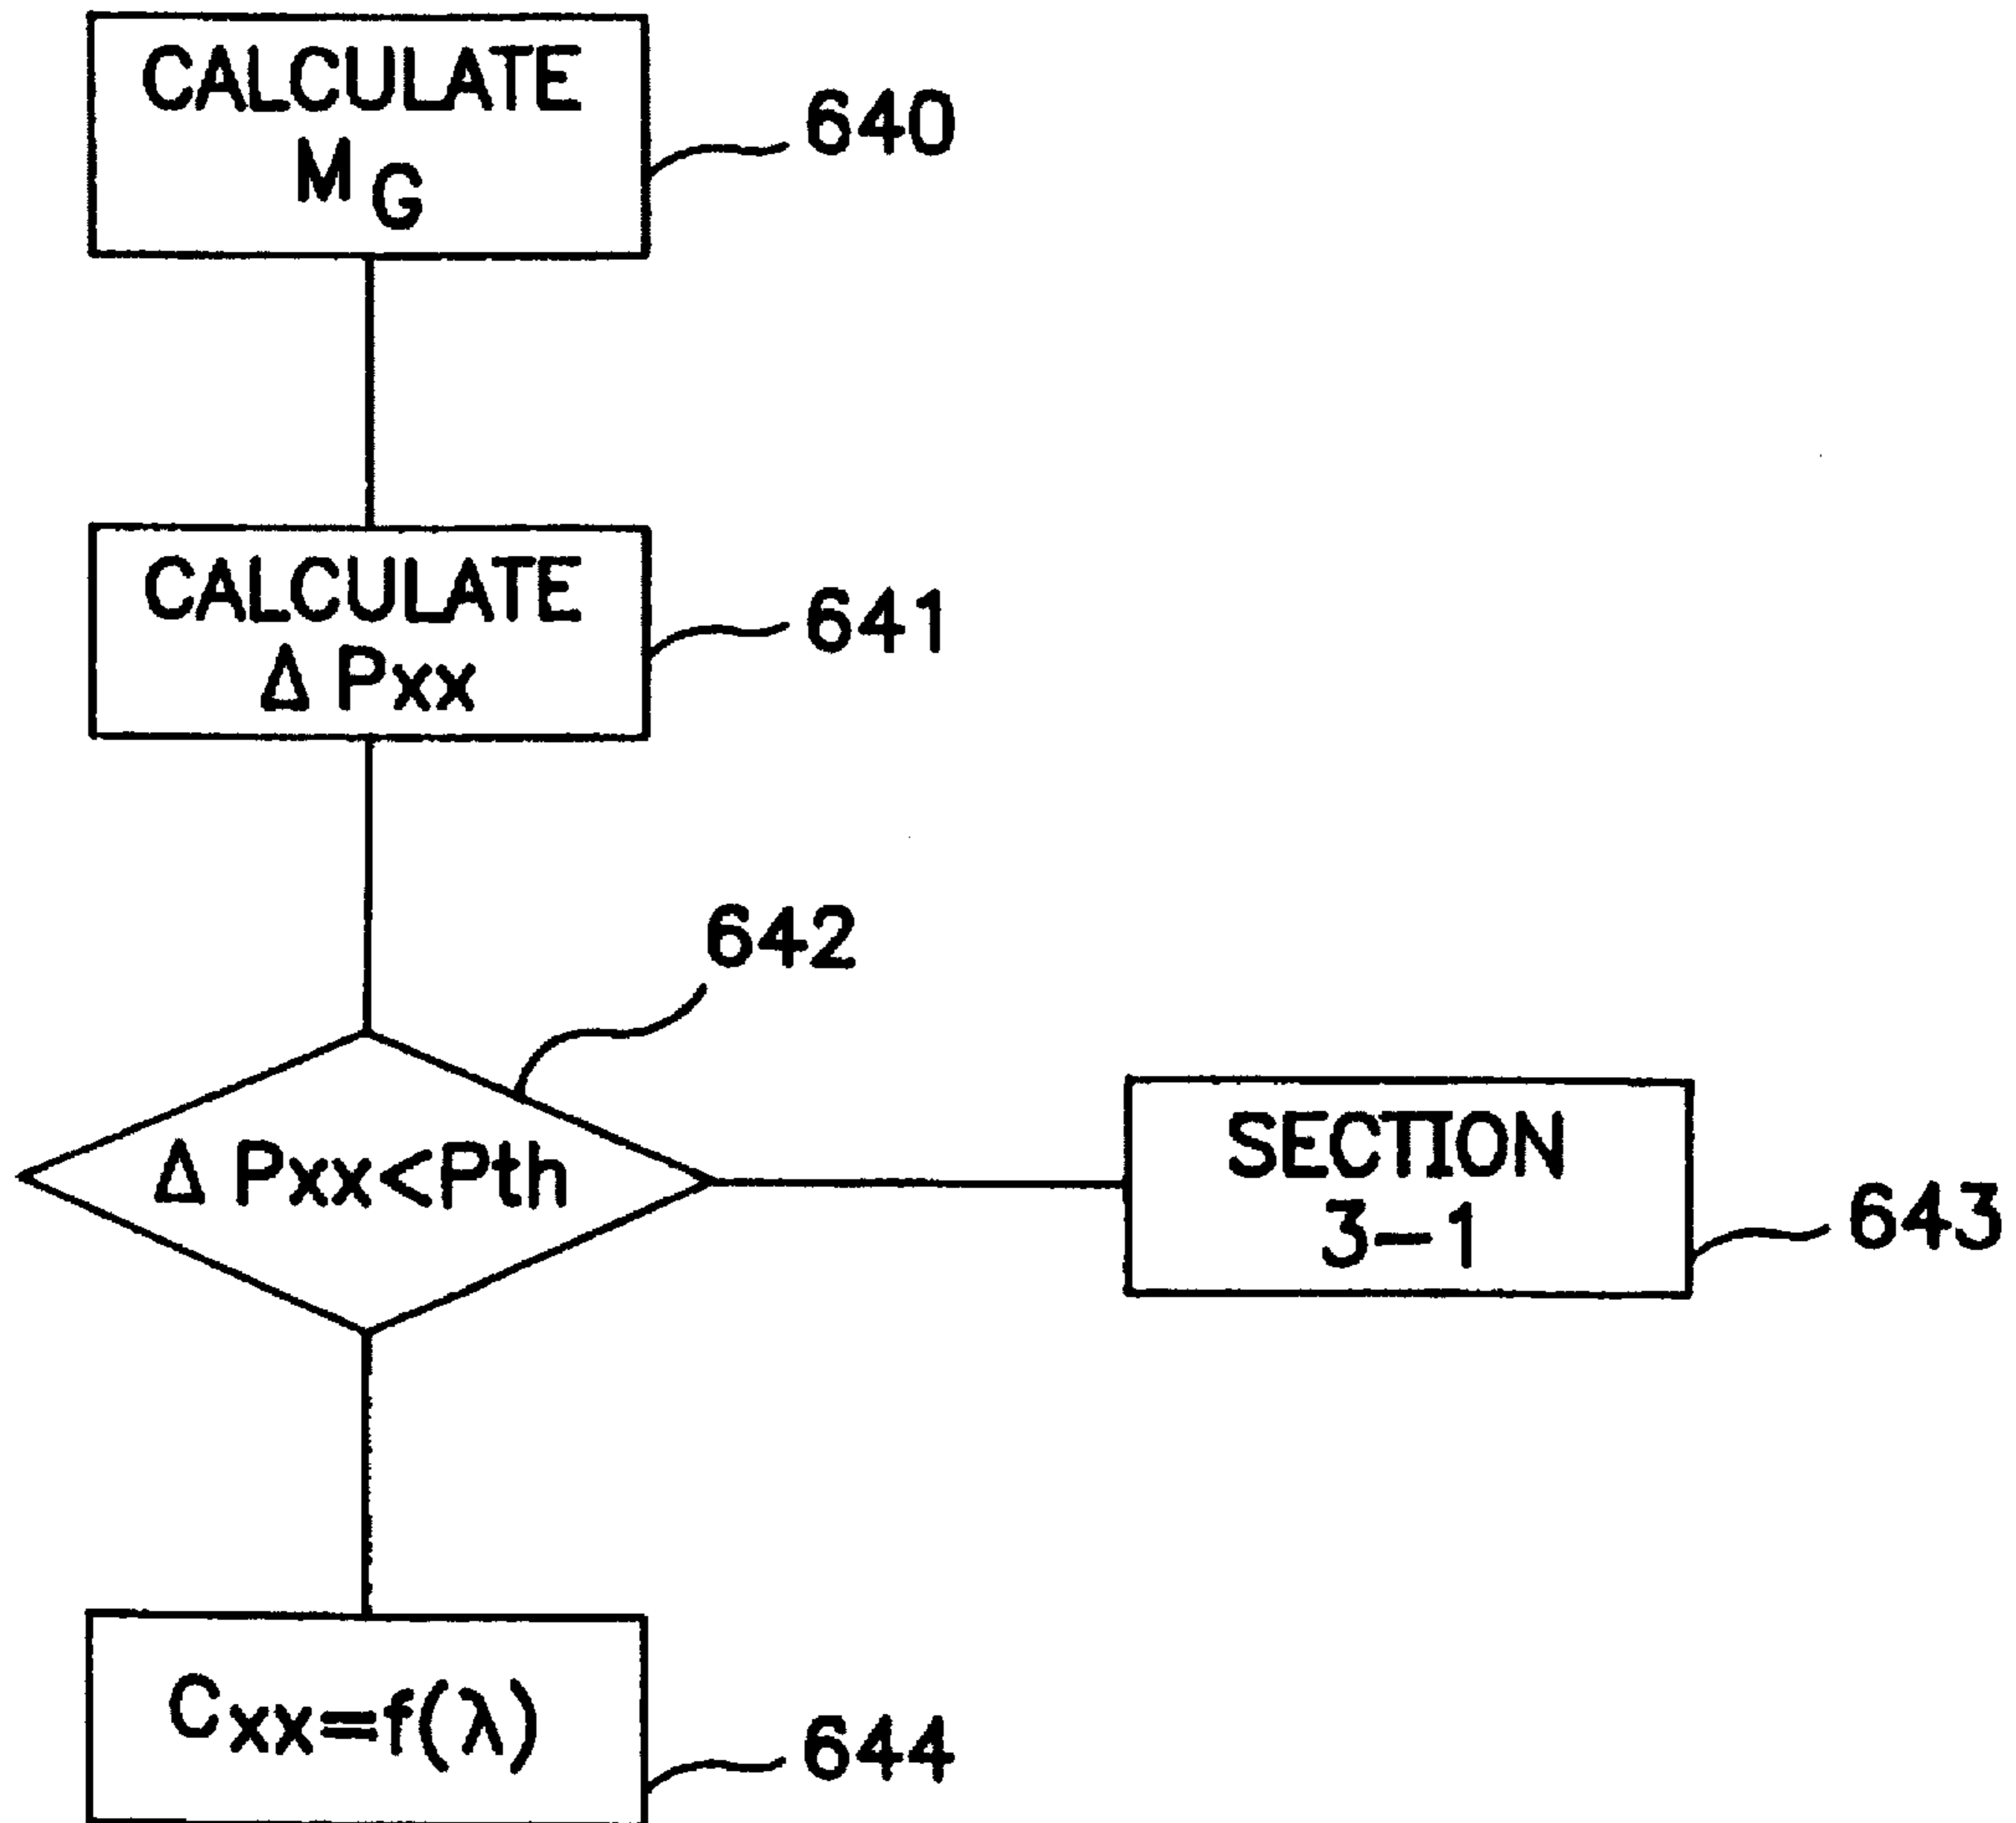 CALCULATE
M G
640
CALCULATE
Δ Pxx
641
642
Δ Pxx<Pth
SECTION
3-1
643
Cxx=f(λ)
644